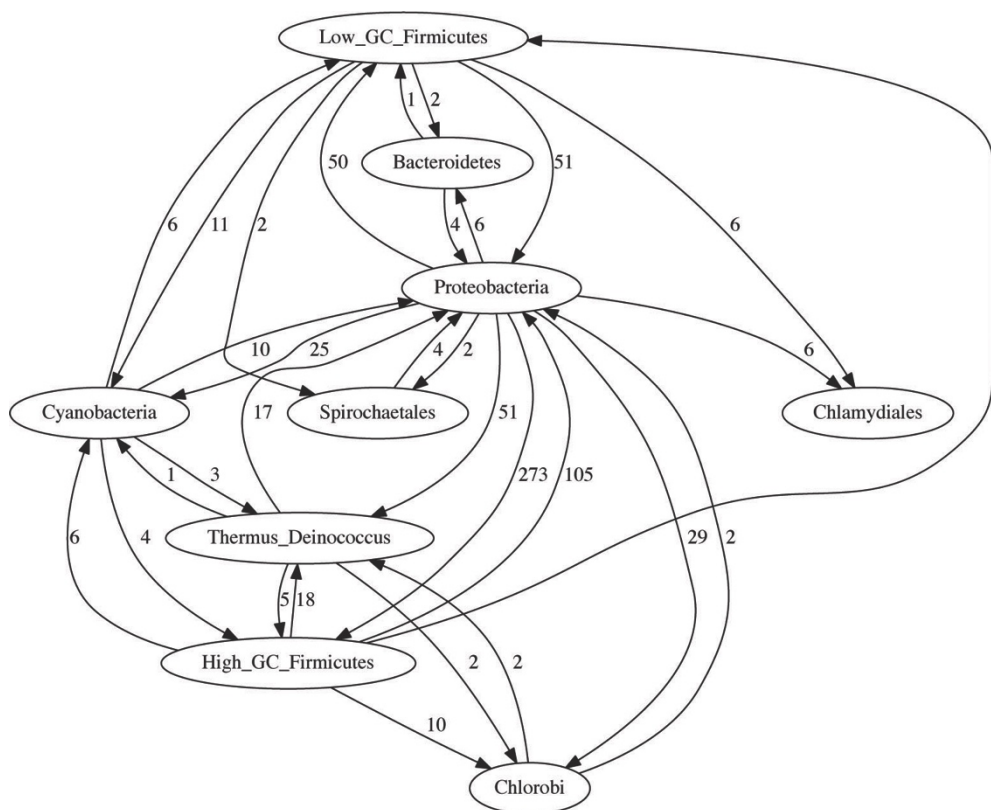 Low_GC_Firmicutes
1 2
Bacteroidetes
50 51
6 11 2 4 6 6
Proteobacteria
10 25 4 2 6
Cyanobacteria Spirochaetales Chlamydiales
17 51
1 3 273 105
6 4 29 2
Thermus_Deinococcus
5 18
High_GC_Firmicutes
2 2
10
Chlorobi